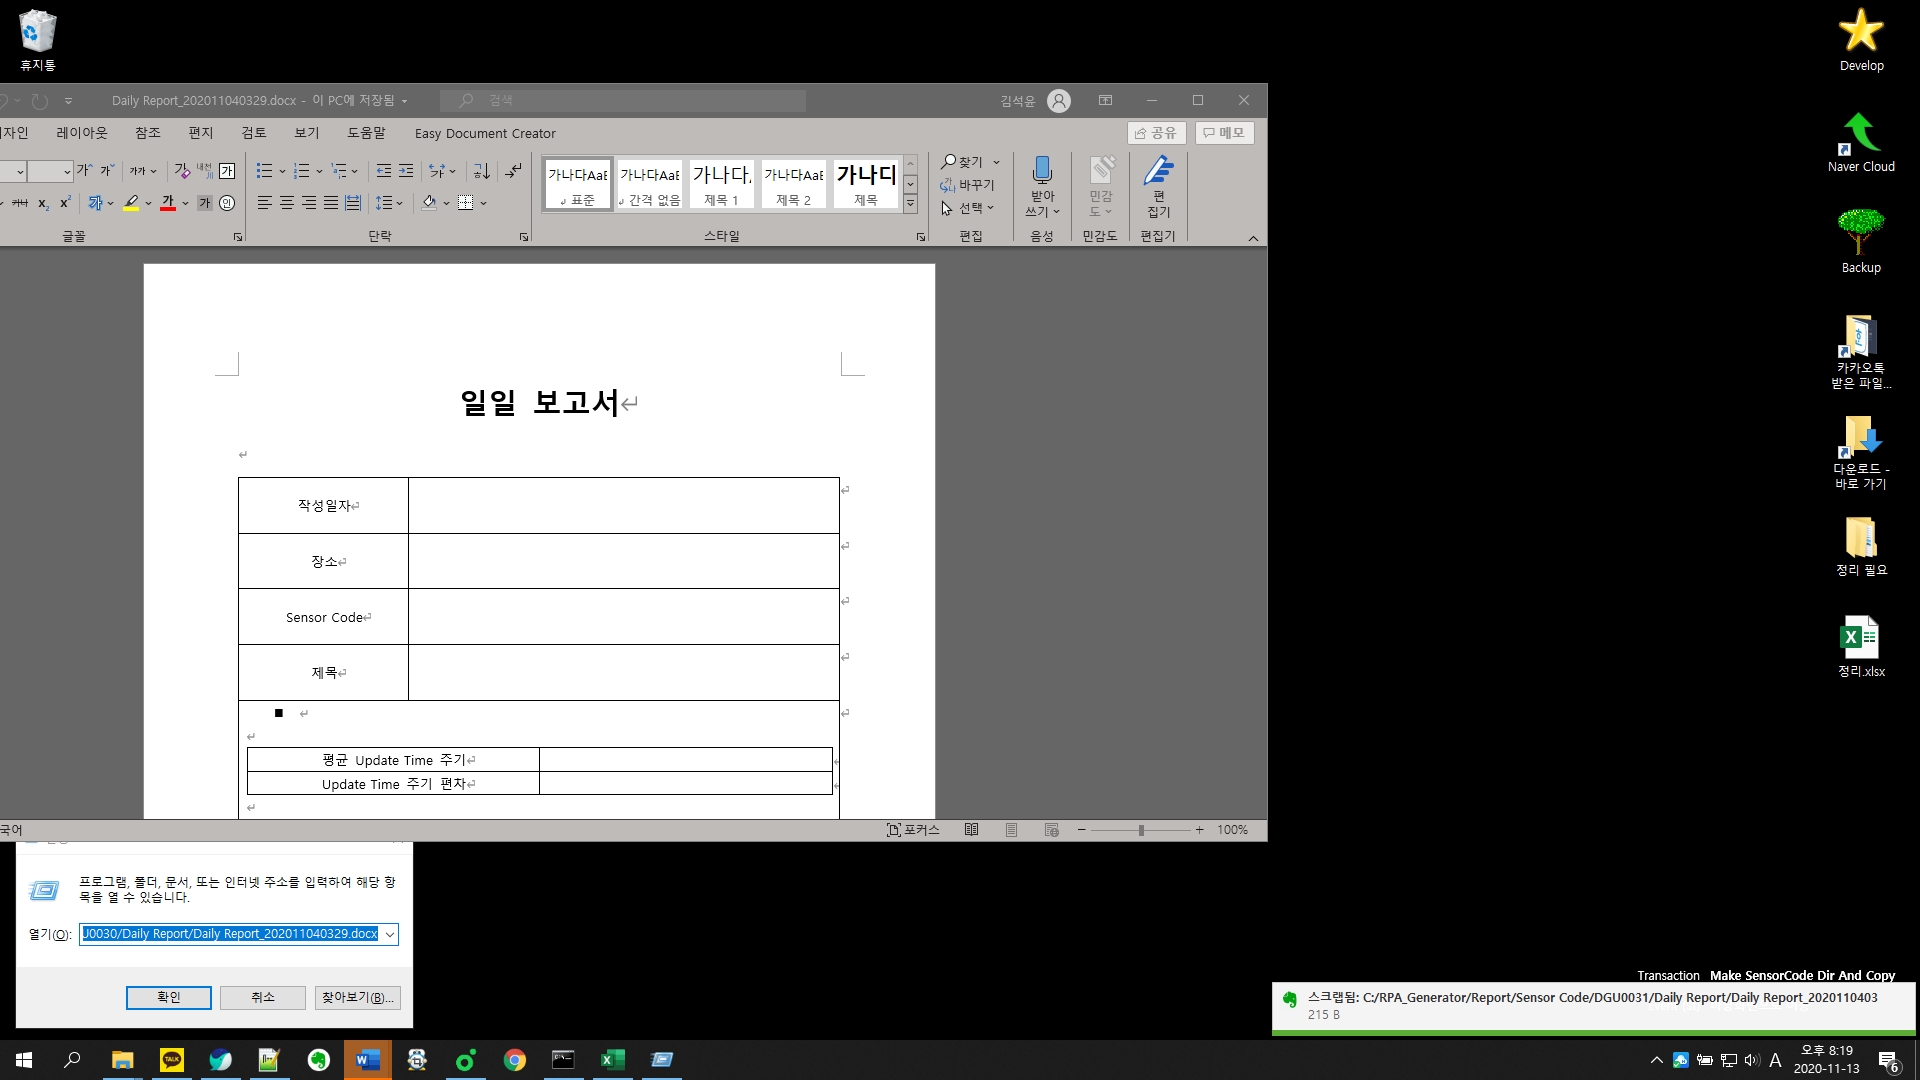 휴지통
Develop
Naver Cloud
Backup
카카오톡
받은 파일...
다운로드 -
바로 가기
정리 필요
정리.xlsx
Daily Report_202011040329.docx - 이 PC에 저장됨
검색
김석윤
자인
레이아웃
참조
편지
검토
보기
도움말
Easy Document Creator
공유
메모
가나다AaB
표준
가나다AaB
간격 없음
가나다
제목 1
가나다AaB
제목 2
가나다
제목
찾기
바꾸기
선택
받아
쓰기
민감
도
편
집기
글꼴
단락
스타일
편집
음성
민감도
편집기
일일 보고서
작성일자
장소
Sensor Code
제목
평균 Update Time 주기
Update Time 주기 편차
국어
포커스
100%
프로그램, 폴더, 문서, 또는 인터넷 주소를 입력하여 해당 항
목을 열 수 있습니다.
열기(O):
J0030/Daily Report/Daily Report_202011040329.docx
확인
취소
찾아보기(B)...
Transaction Make SensorCode Dir And Copy
스크랩됨: C:/RPA_Generator/Report/Sensor Code/DGU0031/Daily Report/Daily Report_2020110403
215 B
TALK
A
오후 8:19
2020-11-13
6